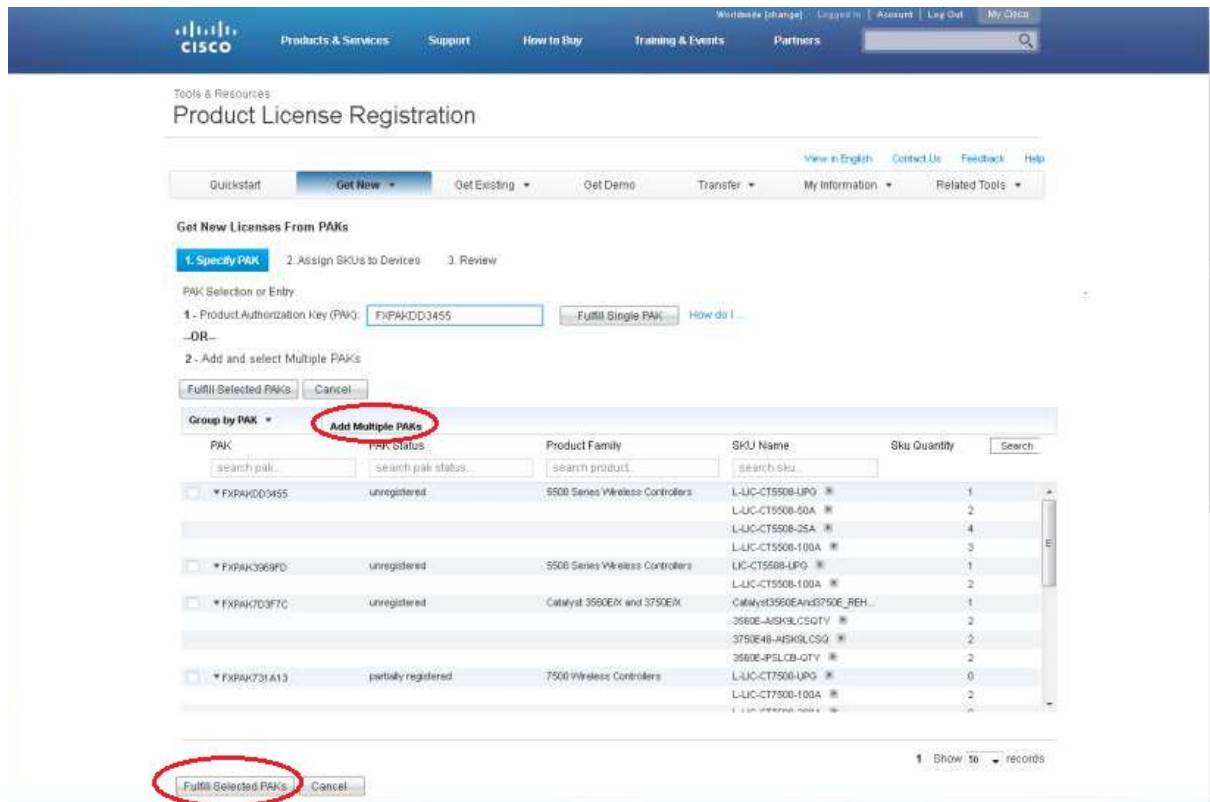 Worldwide [change] Logged In | Account | Log Out My Cisco
CISCO Products & Services Support How to Buy Training & Events Partners
Tools & Resources
Product License Registration
View in English Contact Us Feedback Help
Quickstart Get New Get Existing Get Demo Transfer My Information Related Tools
Get New Licenses From PAKs
1. Specify PAK 2. Assign SKUs to Devices 3. Review
PAK Selection or Entry
1 - Product Authorization Key (PAK): FXPAKDD3455 Fulfill Single PAK How do I ...
--OR--
2 - Add and select Multiple PAKs
Fulfill Selected PAKs Cancel
Group by PAK Add Multiple PAKs
PAK PAK Status Product Family SKU Name Sku Quantity Search
search pak... search pak status... search product... search sku...
FXPAKDD3455 unregistered 5500 Series Wireless Controllers L-LIC-CT5508-UPG 1
L-LIC-CT5508-50A 2
L-LIC-CT5508-25A 4
L-LIC-CT5508-100A 3
FXPAK3969FD unregistered 5500 Series Wireless Controllers LIC-CT5508-UPG 1
L-LIC-CT5508-100A 2
FXPAK7D3F7C unregistered Catalyst 3560E/X and 3750E/X Catalyst3560EAnd3750E_REH... 1
3560E-AISK9LCSQTY 2
3750E48-AISK9LCSQ 2
3560E-IPSLCB-QTY 2
FXPAK731A13 partially registered 7500 Wireless Controllers L-LIC-CT7500-UPG 0
L-LIC-CT7500-100A 2
1 Show 50 records
Fulfill Selected PAKs Cancel